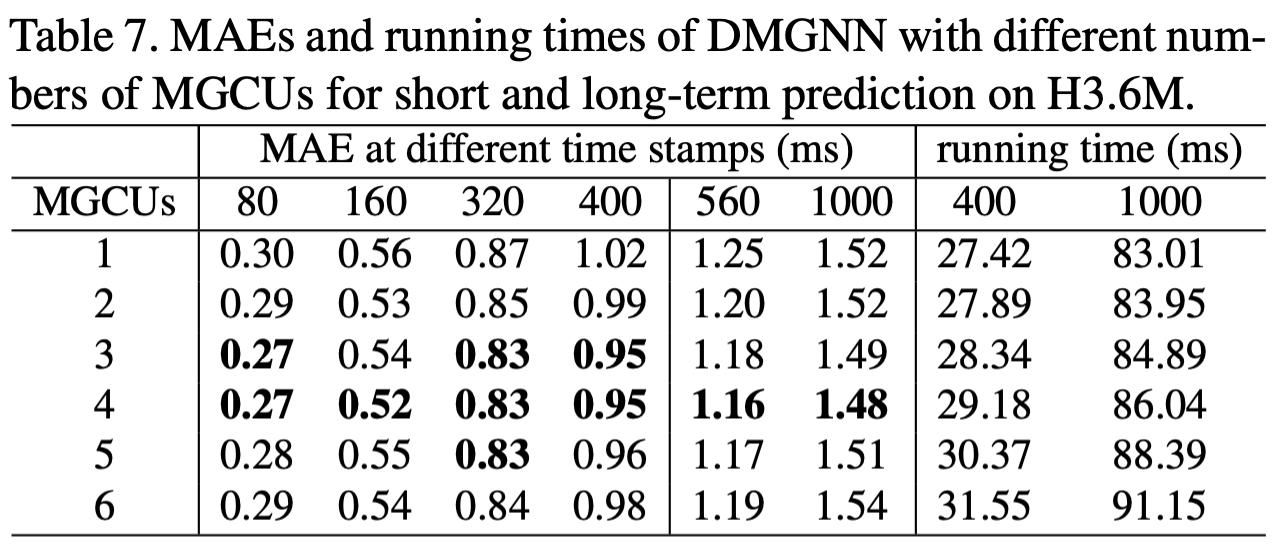 Table 7. MAEs and running times of DMGNN with different num-
bers of MGCUs for short and long-term prediction on H3.6M.
MAE at different time stamps (ms) running time (ms)
MGCUs 80 160 320 400 560 1000 400 1000
1 0.30 0.56 0.87 1.02 1.25 1.52 27.42 83.01
2 0.29 0.53 0.85 0.99 1.20 1.52 27.89 83.95
3 0.27 0.54 0.83 0.95 1.18 1.49 28.34 84.89
4 0.27 0.52 0.83 0.95 1.16 1.48 29.18 86.04
5 0.28 0.55 0.83 0.96 1.17 1.51 30.37 88.39
6 0.29 0.54 0.84 0.98 1.19 1.54 31.55 91.15